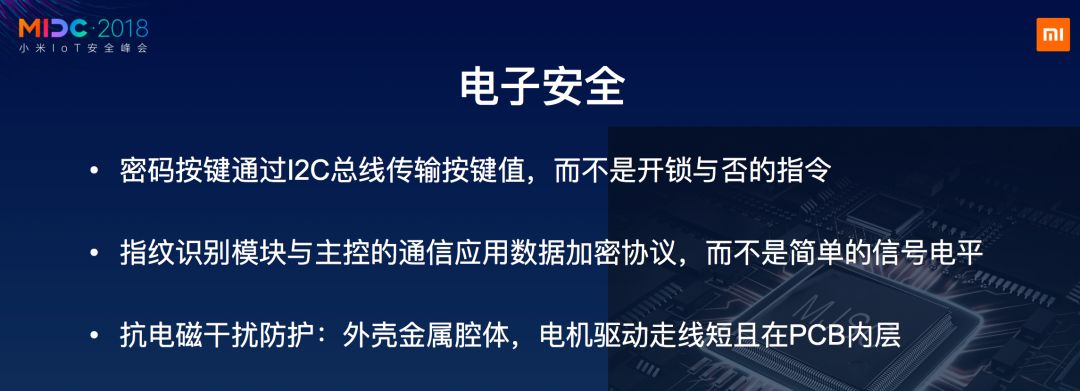 MIDC·2018
小米IoT安全峰会
mi
电子安全
• 密码按键通过I2C总线传输按键值，而不是开锁与否的指令
• 指纹识别模块与主控的通信应用数据加密协议，而不是简单的信号电平
• 抗电磁干扰防护：外壳金属腔体，电机驱动走线短且在PCB内层